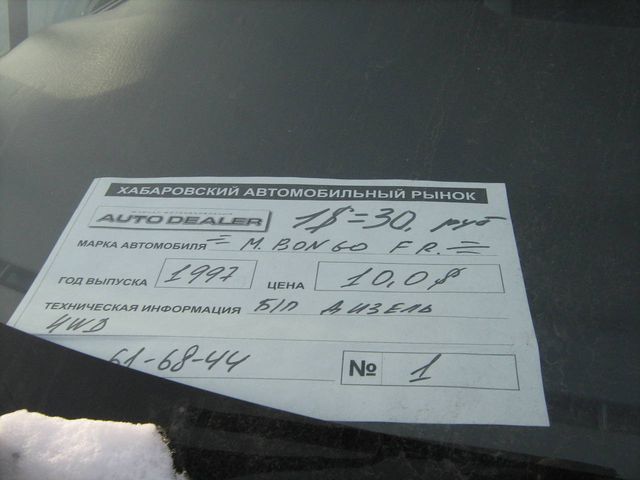 ХАБАРОВСКИЙ АВТОМОБИЛЬНЫЙ РЫНОК
AUTO DEALER 1$=30. руб
МАРКА АВТОМОБИЛЯ = M. BONGO F R. =
ГОД ВЫПУСКА 1997 ЦЕНА 10,0$
ТЕХНИЧЕСКАЯ ИНФОРМАЦИЯ Б/П ДИЗЕЛЬ
4WD
61-68-44 № 1